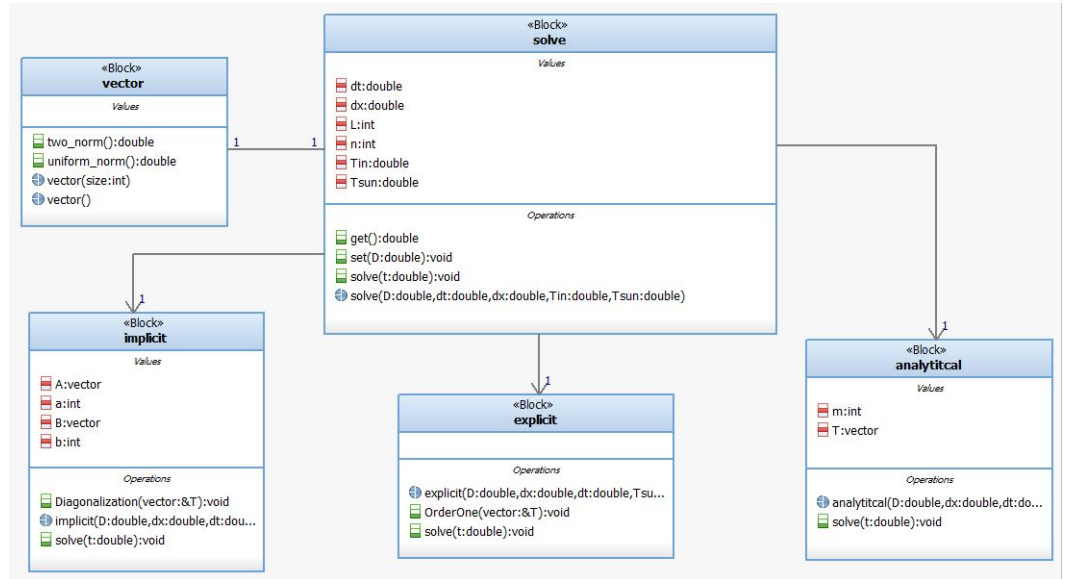 «Block»
solve
Values
dt:double
dx:double
L:int
n:int
Tin:double
Tsun:double
Operations
get():double
set(D:double):void
solve(t:double):void
solve(D:double,dt:double,dx:double,Tin:double,Tsun:double)
«Block»
vector
Values
two_norm():double
uniform_norm():double
vector(size:int)
vector()
1
1
1
1
1
«Block»
implicit
Values
A:vector
a:int
B:vector
b:int
Operations
Diagonalization(vector:&T):void
implicit(D:double,dx:double,dt:dou...
solve(t:double):void
«Block»
explicit
Operations
explicit(D:double,dx:double,dt:double,Tsu...
OrderOne(vector:&T):void
solve(t:double):void
«Block»
analytitcal
Values
m:int
T:vector
Operations
analytitcal(D:double,dx:double,dt:do...
solve(t:double):void